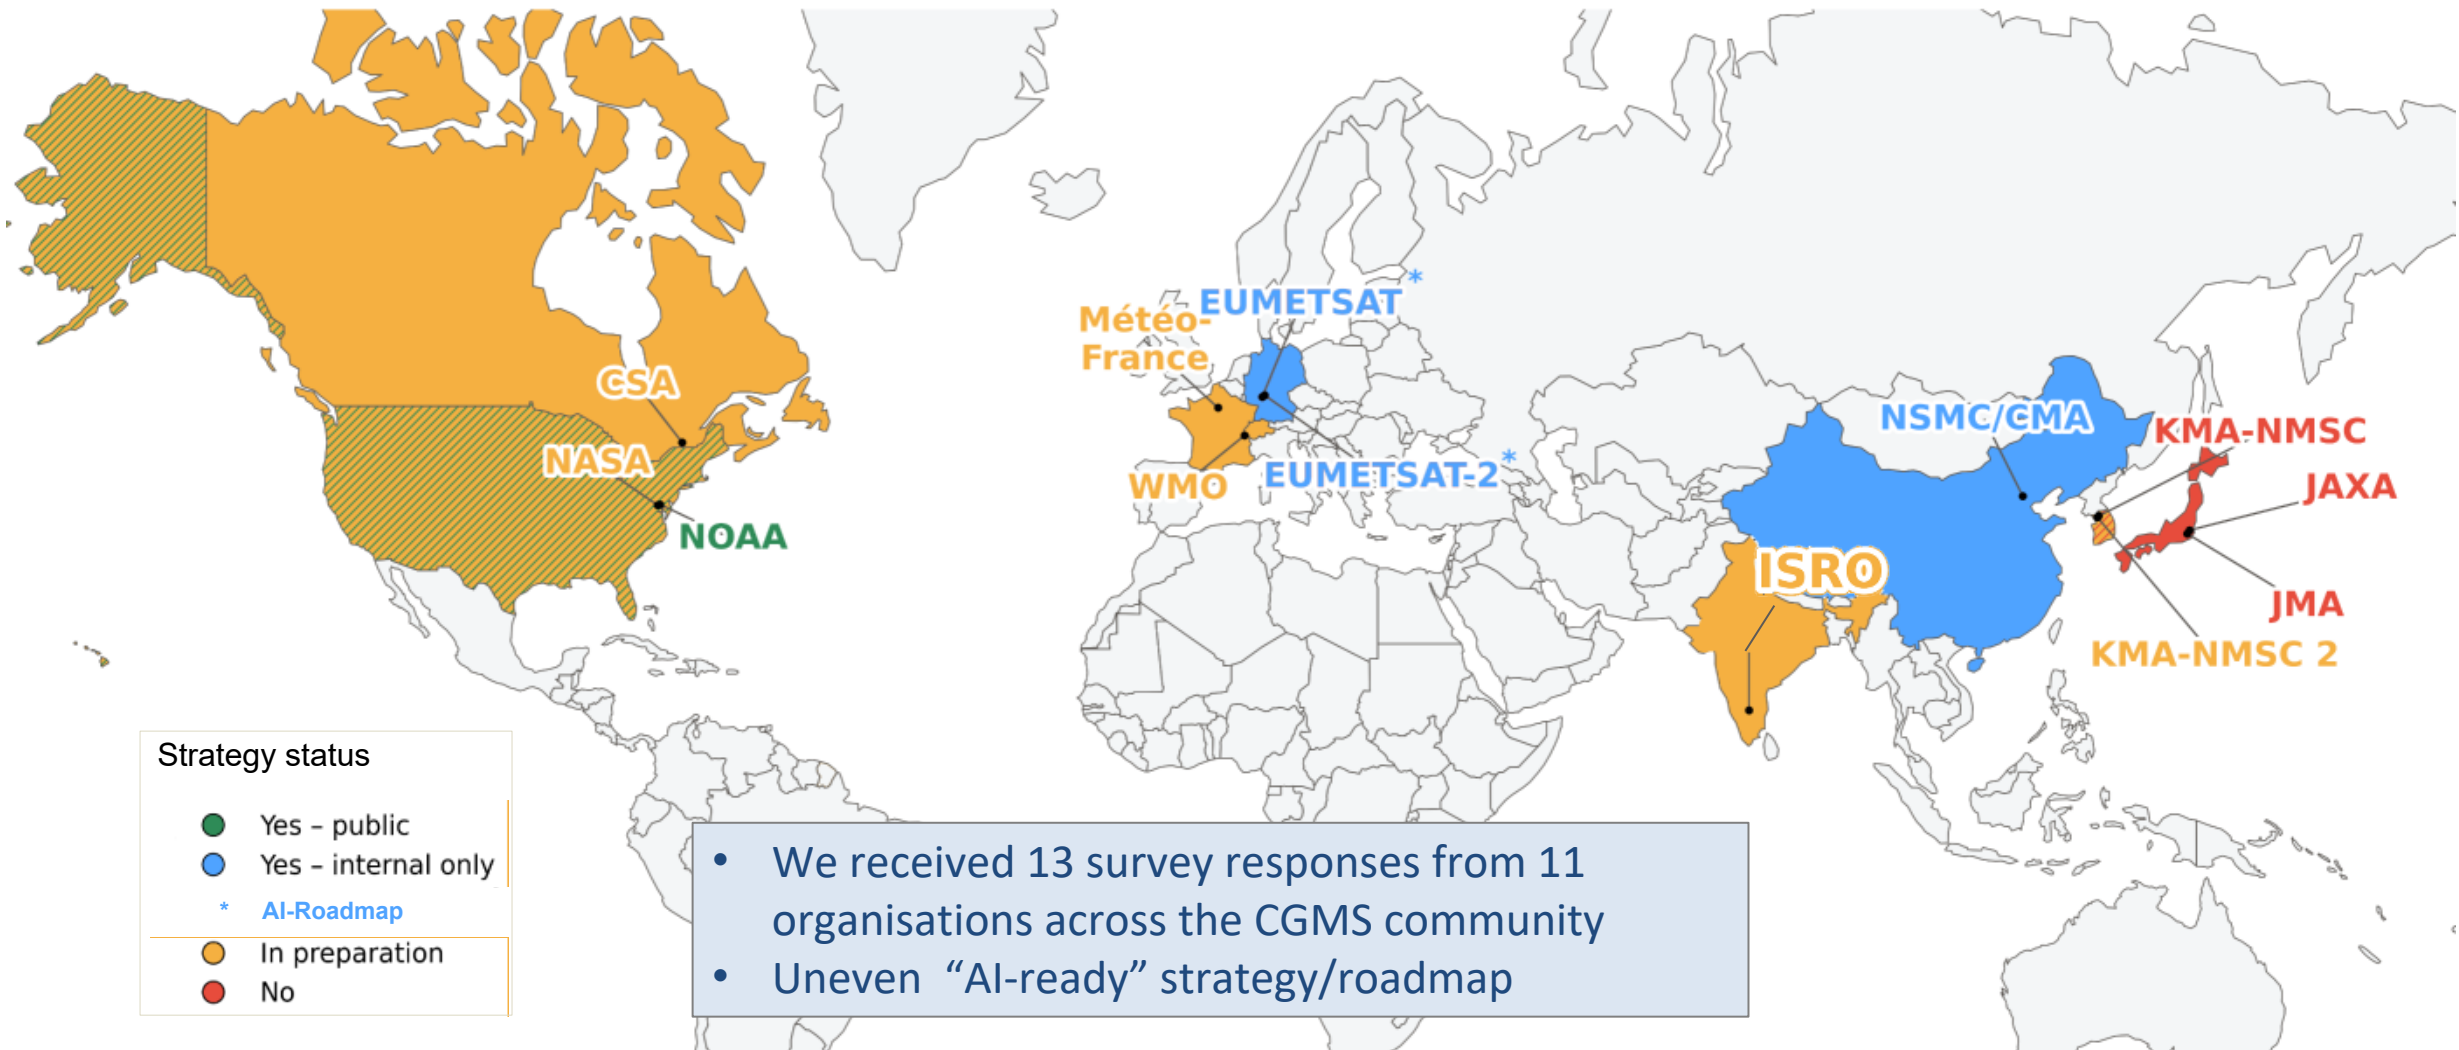 EUMETSAT *
Météo-
France
CSA
NSMC/CMA
KMA-NMSC
NASA
WMO
EUMETSAT-2 *
JAXA
NOAA
ISRO
JMA
KMA-NMSC 2
Strategy status
Yes – public
Yes – internal only
* AI-Roadmap
In preparation
No
• We received 13 survey responses from 11
organisations across the CGMS community
• Uneven “AI-ready” strategy/roadmap